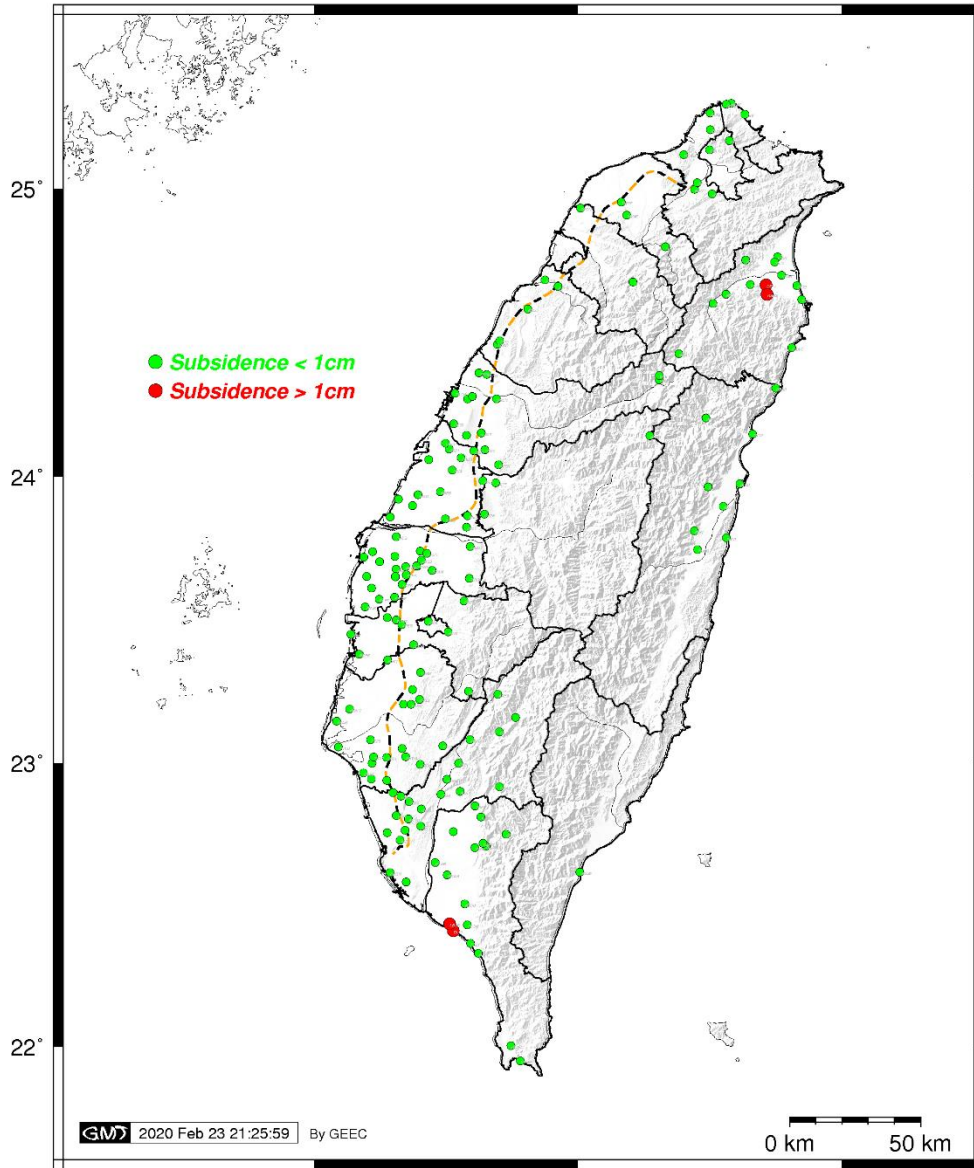 25°
Subsidence < 1cm
Subsidence > 1cm
24°
23°
22°
GMT 2020 Feb 23 21:25:59 By GEEC
0 km 50 km